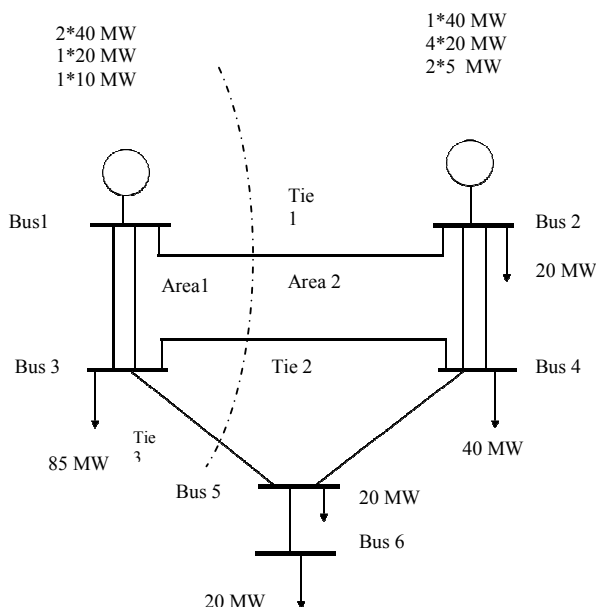 2*40 MW
1*20 MW
1*10 MW
1*40 MW
4*20 MW
2*5 MW
Tie
1
Bus1
Bus 2
Area1
Area 2
20 MW
Bus 3
Tie 2
Bus 4
85 MW
Tie
3
40 MW
Bus 5
20 MW
Bus 6
20 MW